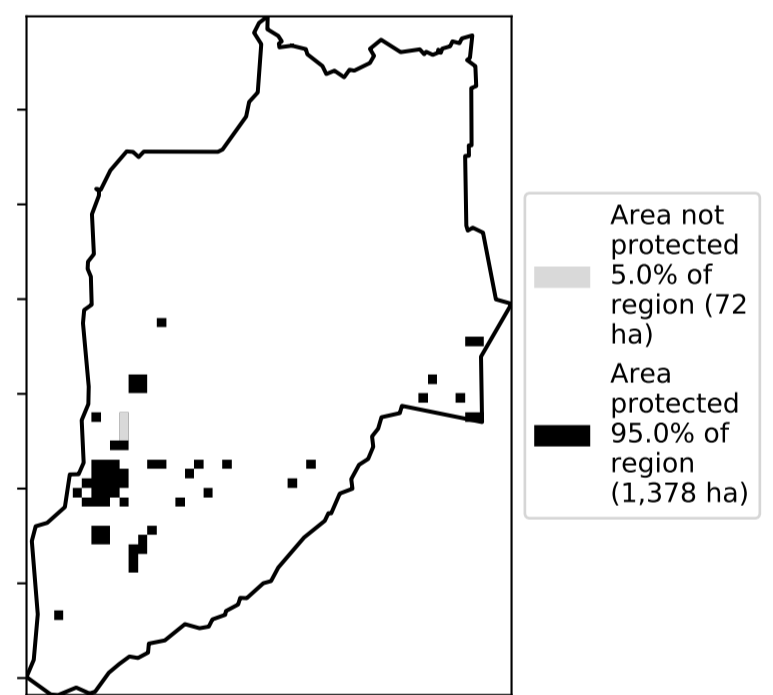 Area not
protected
5.0% of
region (72
ha)
Area
protected
95.0% of
region
(1,378 ha)